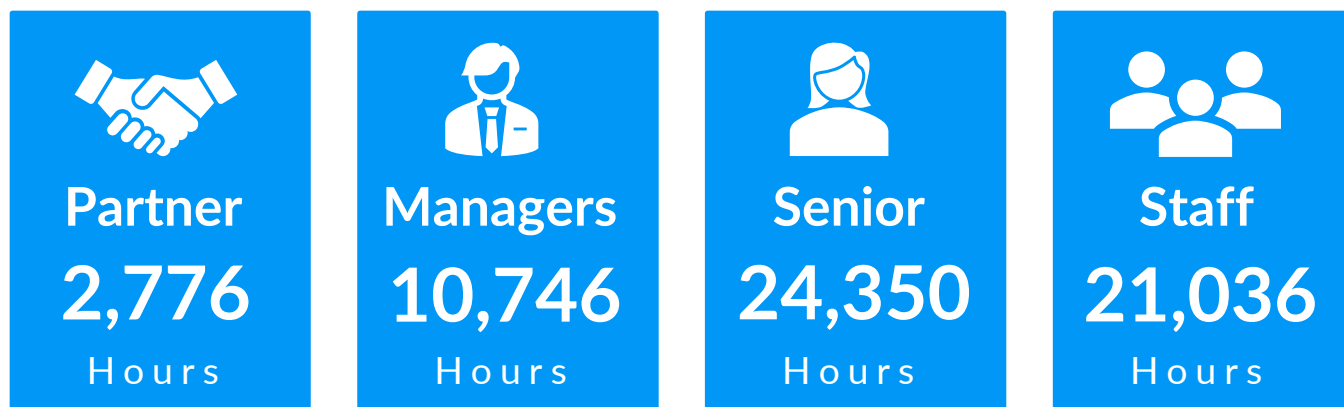 Partner
2,776
Hours
Managers
10,746
Hours
Senior
24,350
Hours
Staff
21,036
Hours